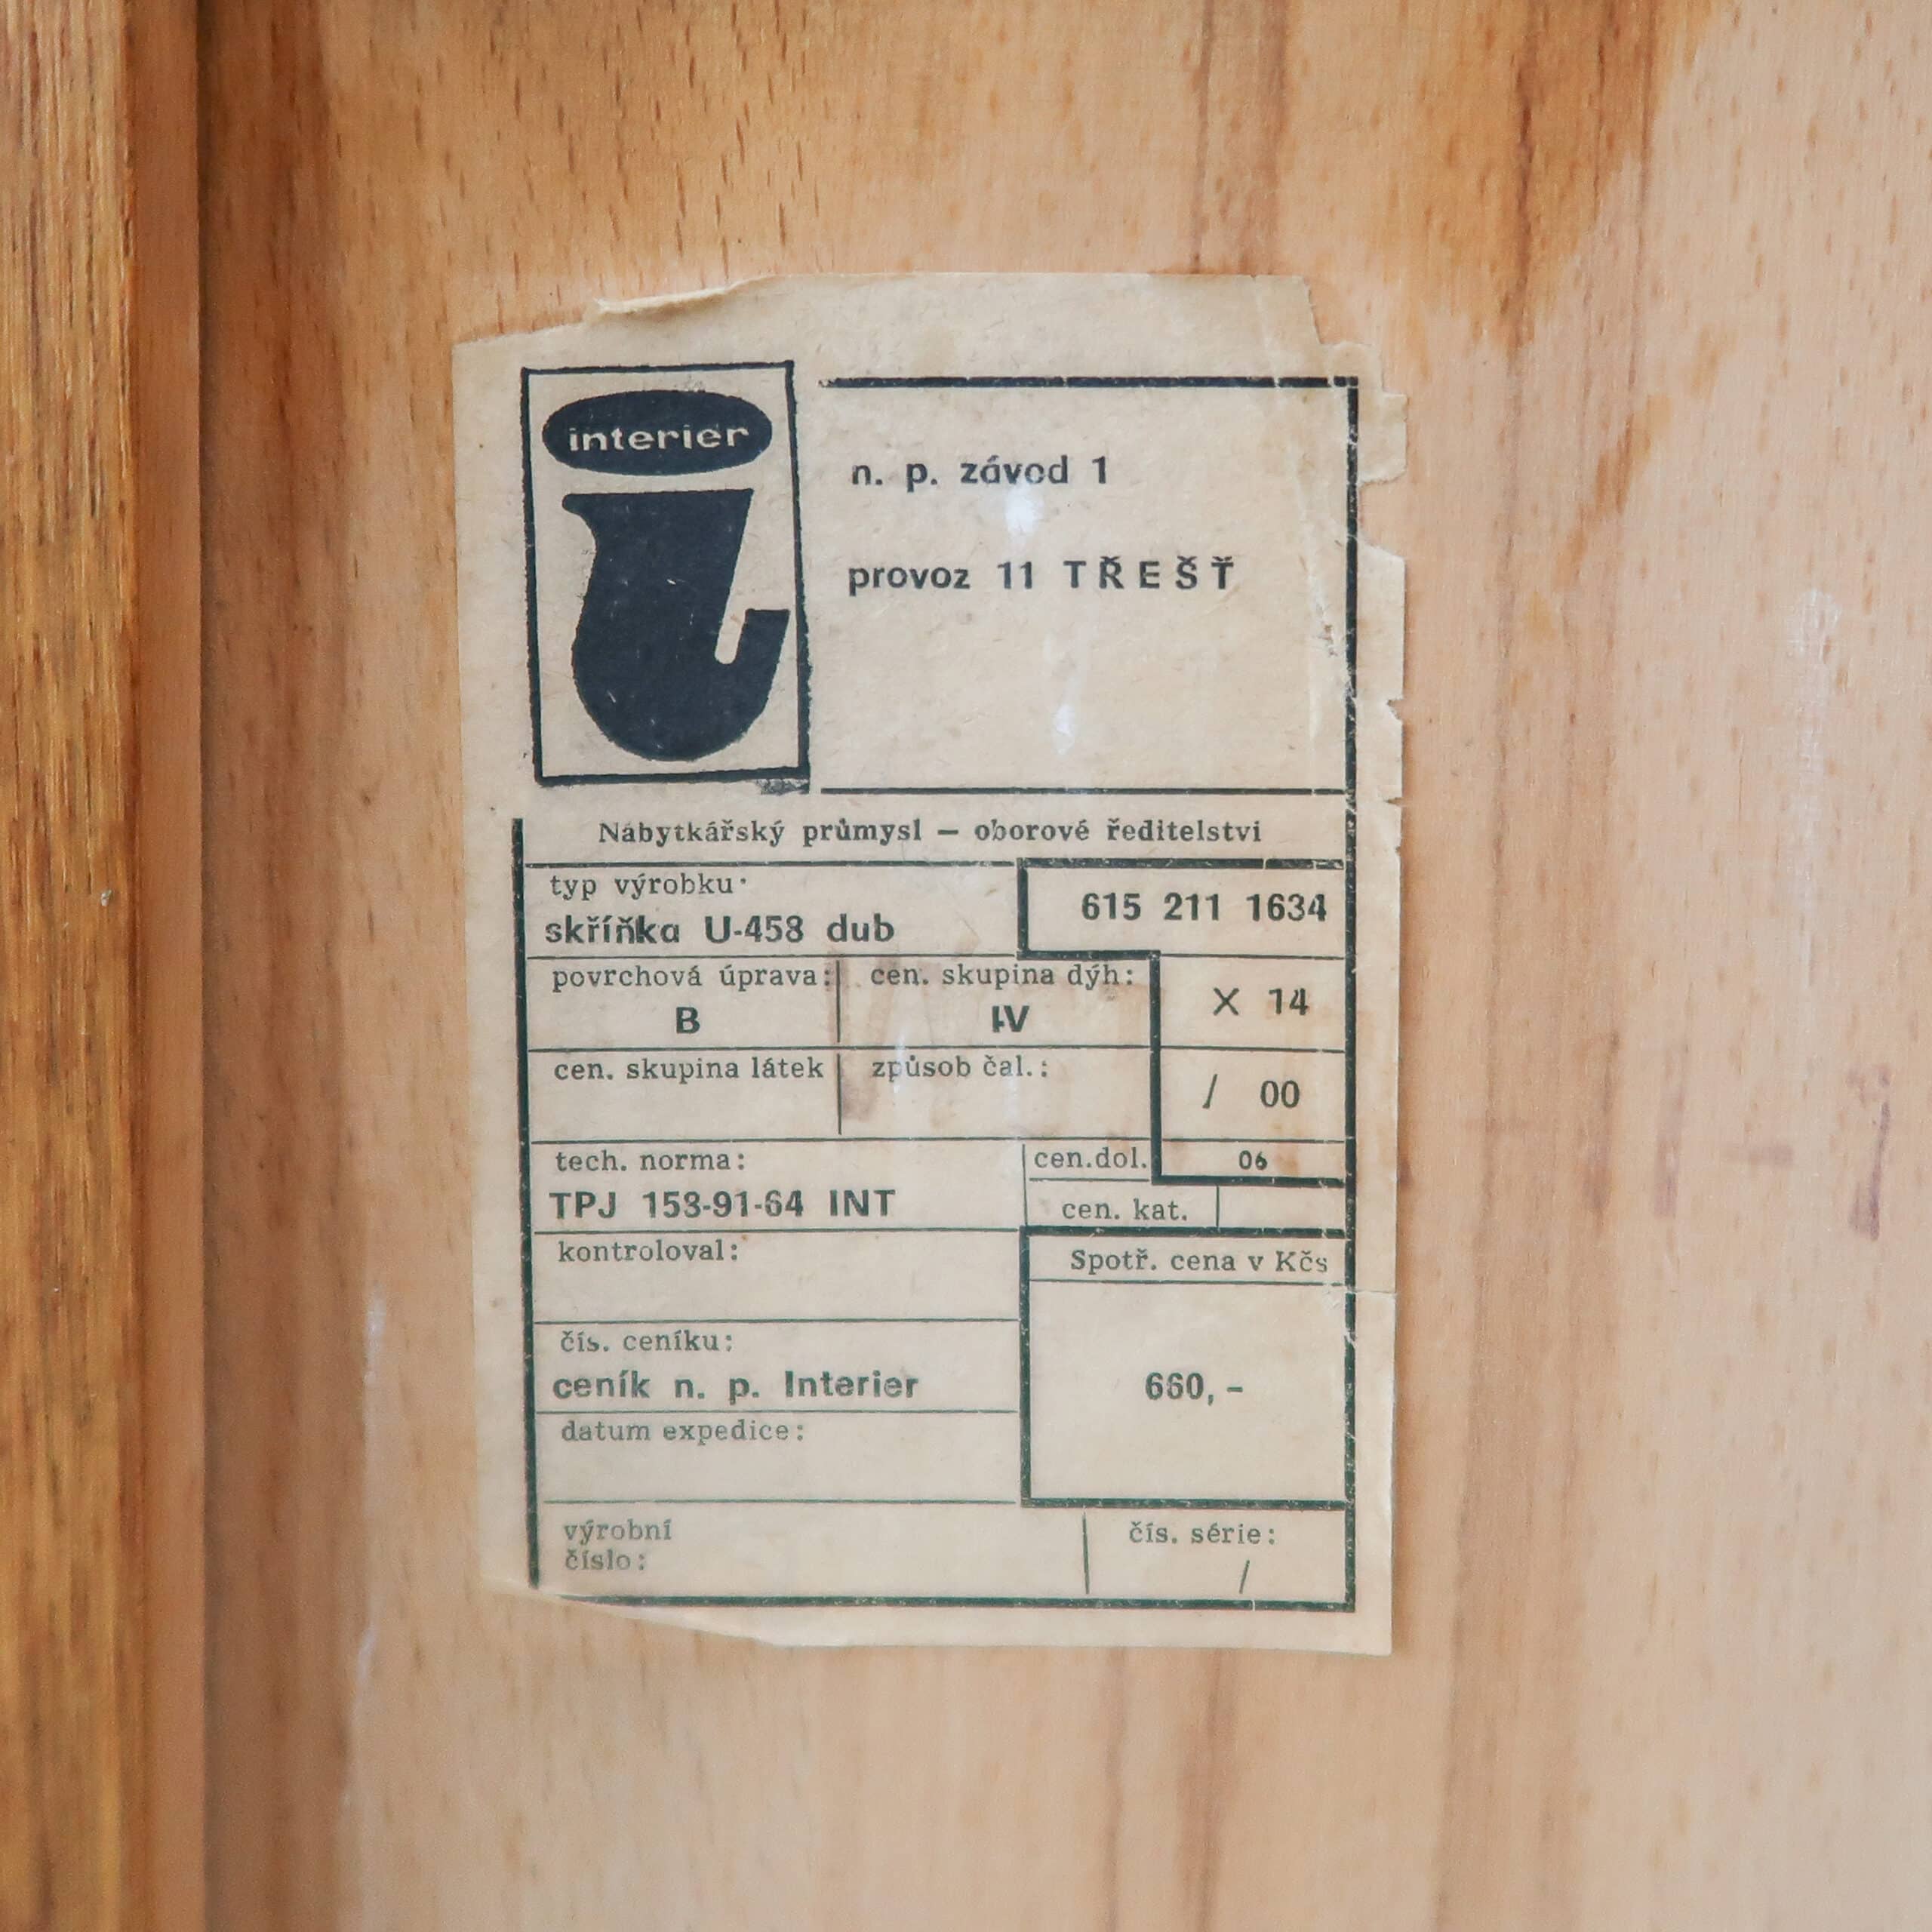 interier
n. p. závod 1
provoz 11 TŘEŠŤ
Nábytkářský průmysl — oborové ředitelstvi
typ výrobku:
615 211 1634
skříňka U-458 dub
povrchová úprava: cen. skupina dýh:
B IV
X 14
cen. skupina látek způsob čal.:
/ 00
tech. norma: cen.dol. 06
TPJ 153-91-64 INT
cen. kat.
kontroloval:
Spotř. cena v Kčs
čís. ceníku:
ceník n. p. Interier
660,-
datum expedice:
výrobní
číslo:
čís. série:
/